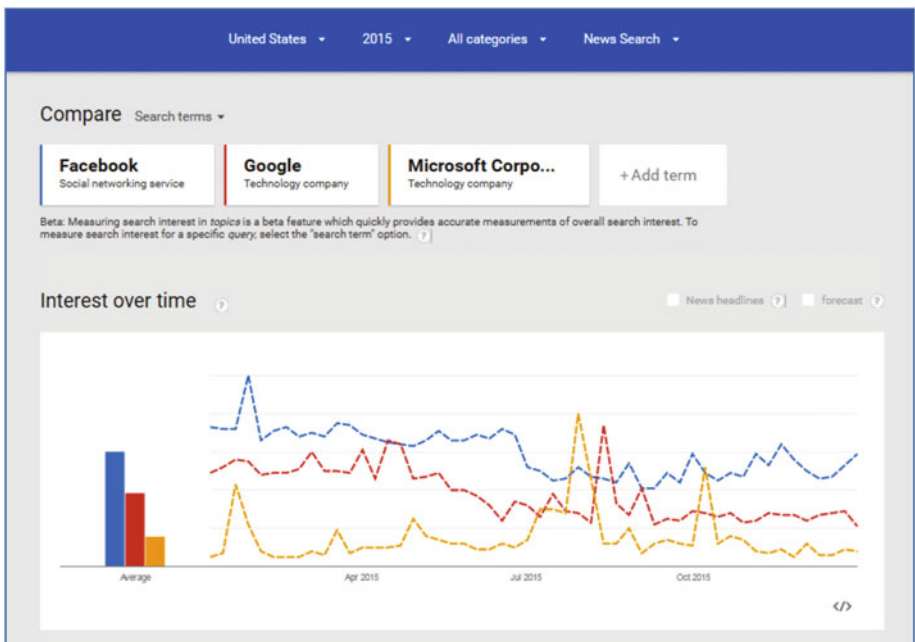 United States 2015 All categories News Search
Compare Search terms
Facebook Google Microsoft Corpo... +Add term
Social networking service Technology company Technology company
Beta: Measuring search interest in topics is a beta feature which quickly provides accurate measurements of overall search interest. To
measure search interest for a specific query, select the "search term" option. ?
Interest over time ? News headlines ? forecast ?
Average Apr 2015 Jul 2015 Oct 2015
</>